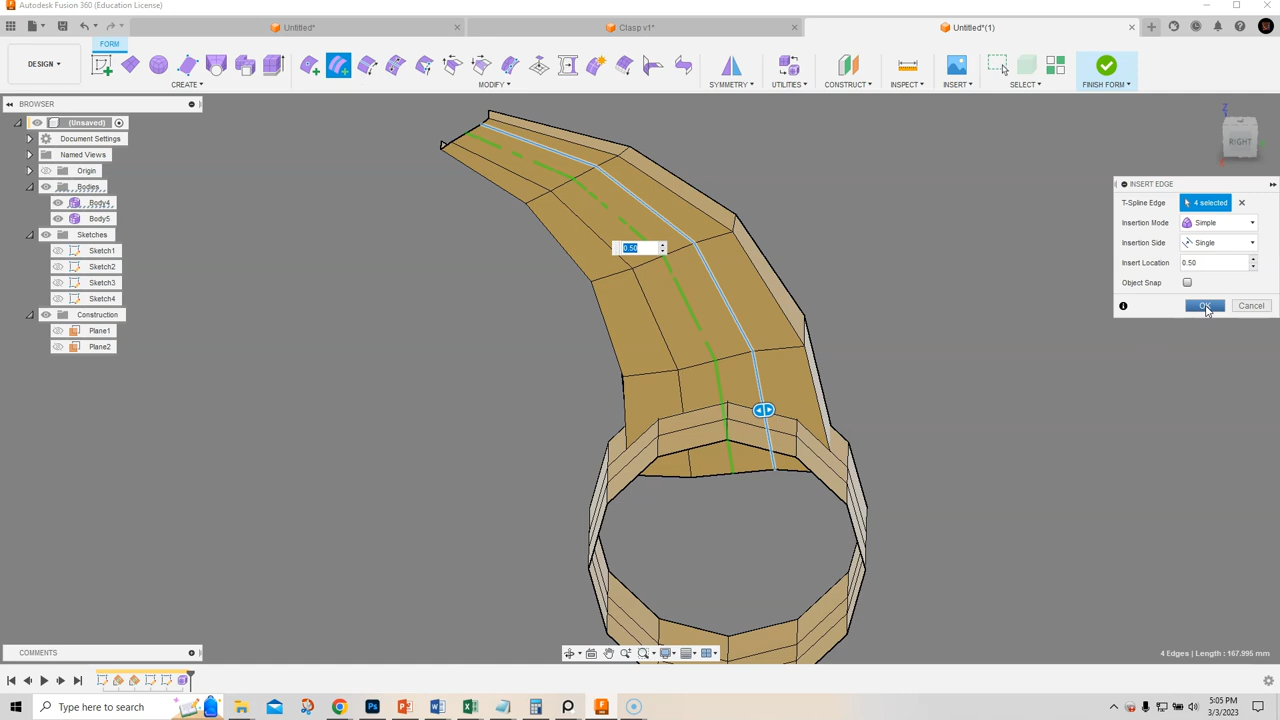 Autodesk Fusion 360 (Education License)
Untitled*
Clasp v1*
Untitled*(1)
FORM
DESIGN
CREATE
MODIFY
SYMMETRY
UTILITIES
CONSTRUCT
INSPECT
INSERT
SELECT
FINISH FORM
BROWSER
(Unsaved)
Document Settings
Named Views
Origin
Bodies
Body4
Body5
Sketches
Sketch1
Sketch2
Sketch3
Sketch4
Construction
Plane1
Plane2
Z
RIGHT
INSERT EDGE
T-Spline Edge
4 selected
Insertion Mode
Simple
Insertion Side
Single
Insert Location
0.50
Object Snap
OK
Cancel
0.50
COMMENTS
4 Edges | Length : 167.995 mm
Type here to search
5:05 PM
3/3/2023